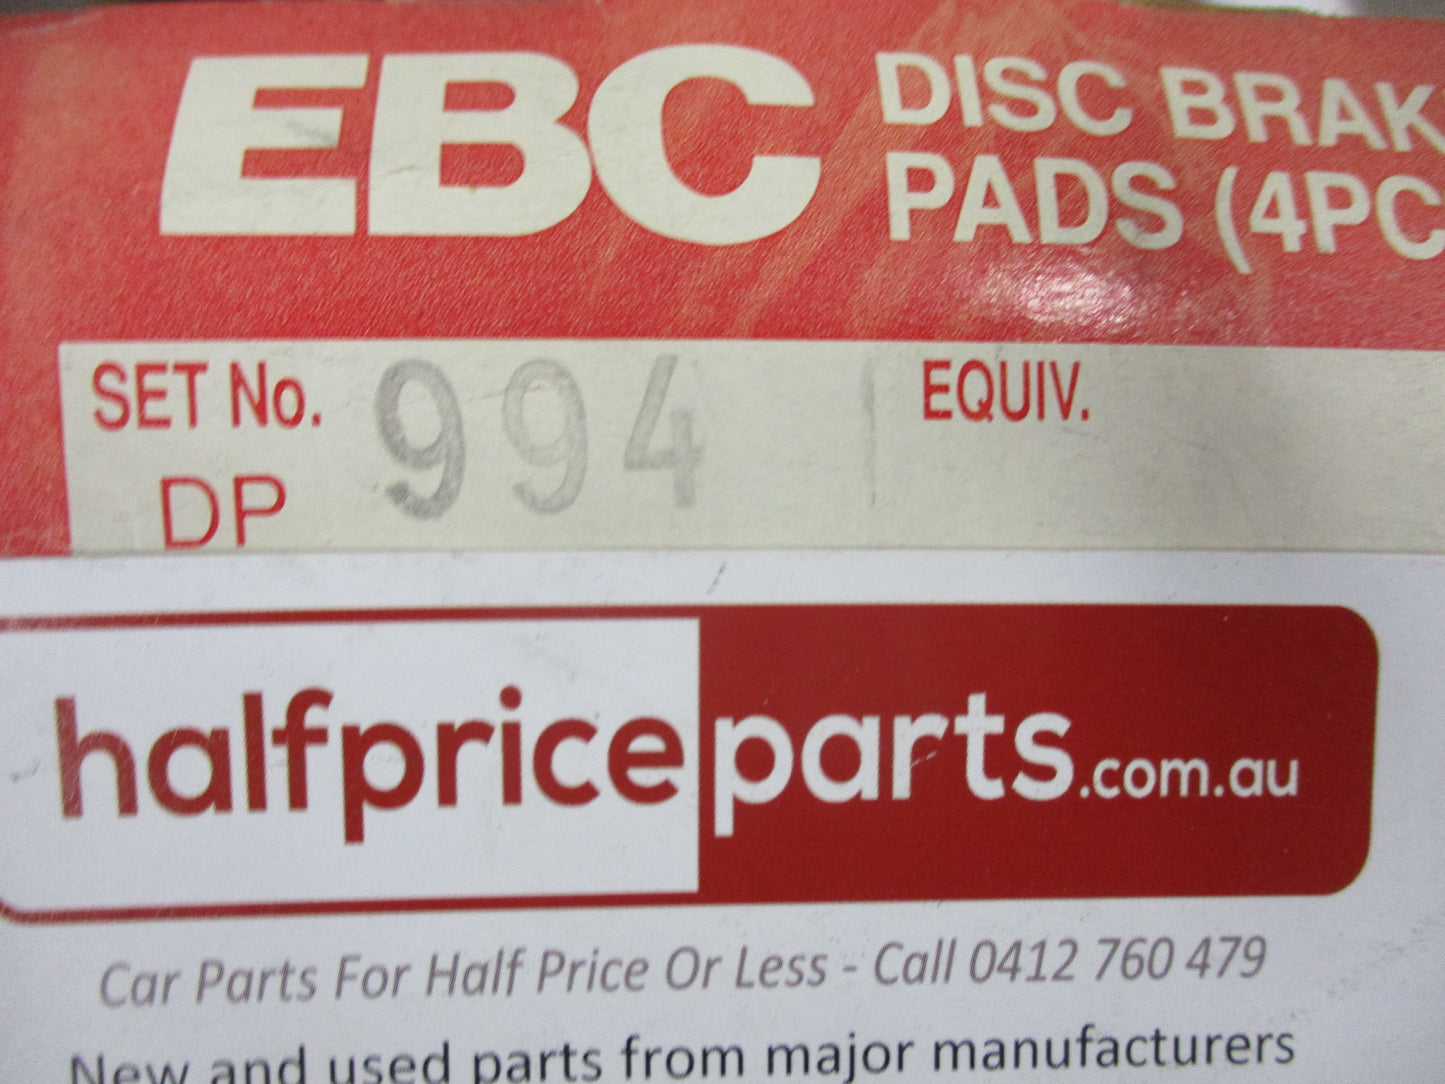 EBC DISC BRAK
PADS (4PC
SET No. 994 EQUIV.
DP
halfpriceparts.com.au
Car Parts For Half Price Or Less - Call 0412 760 479
New and used parts from major manufacturers